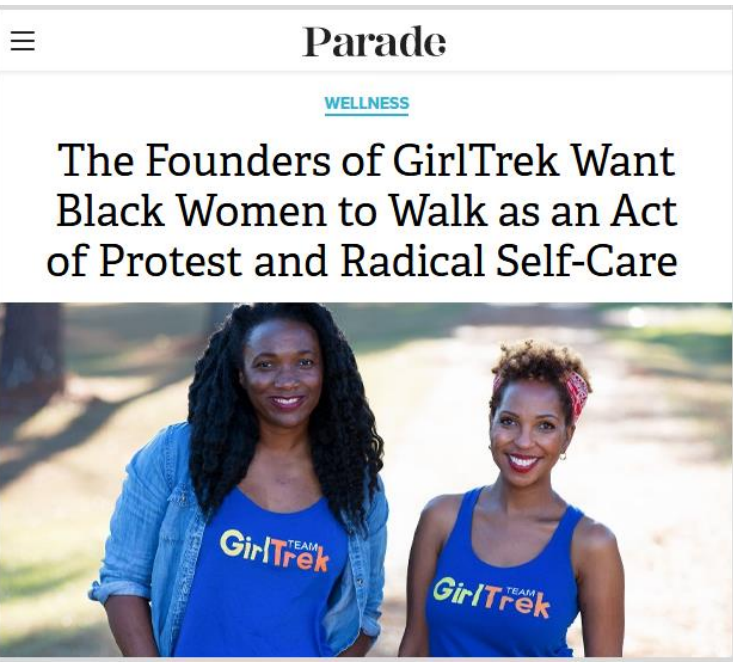 Parade
WELLNESS
The Founders of GirlTrek Want
Black Women to Walk as an Act
of Protest and Radical Self-Care
TEAM
GirlTrek
TEAM
GirlTrek